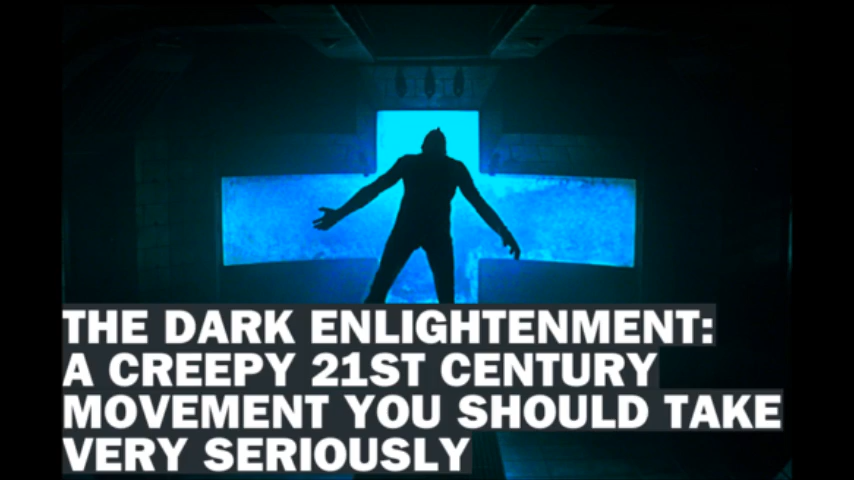 THE DARK ENLIGHTENMENT:
A CREEPY 21ST CENTURY
MOVEMENT YOU SHOULD TAKE
VERY SERIOUSLY